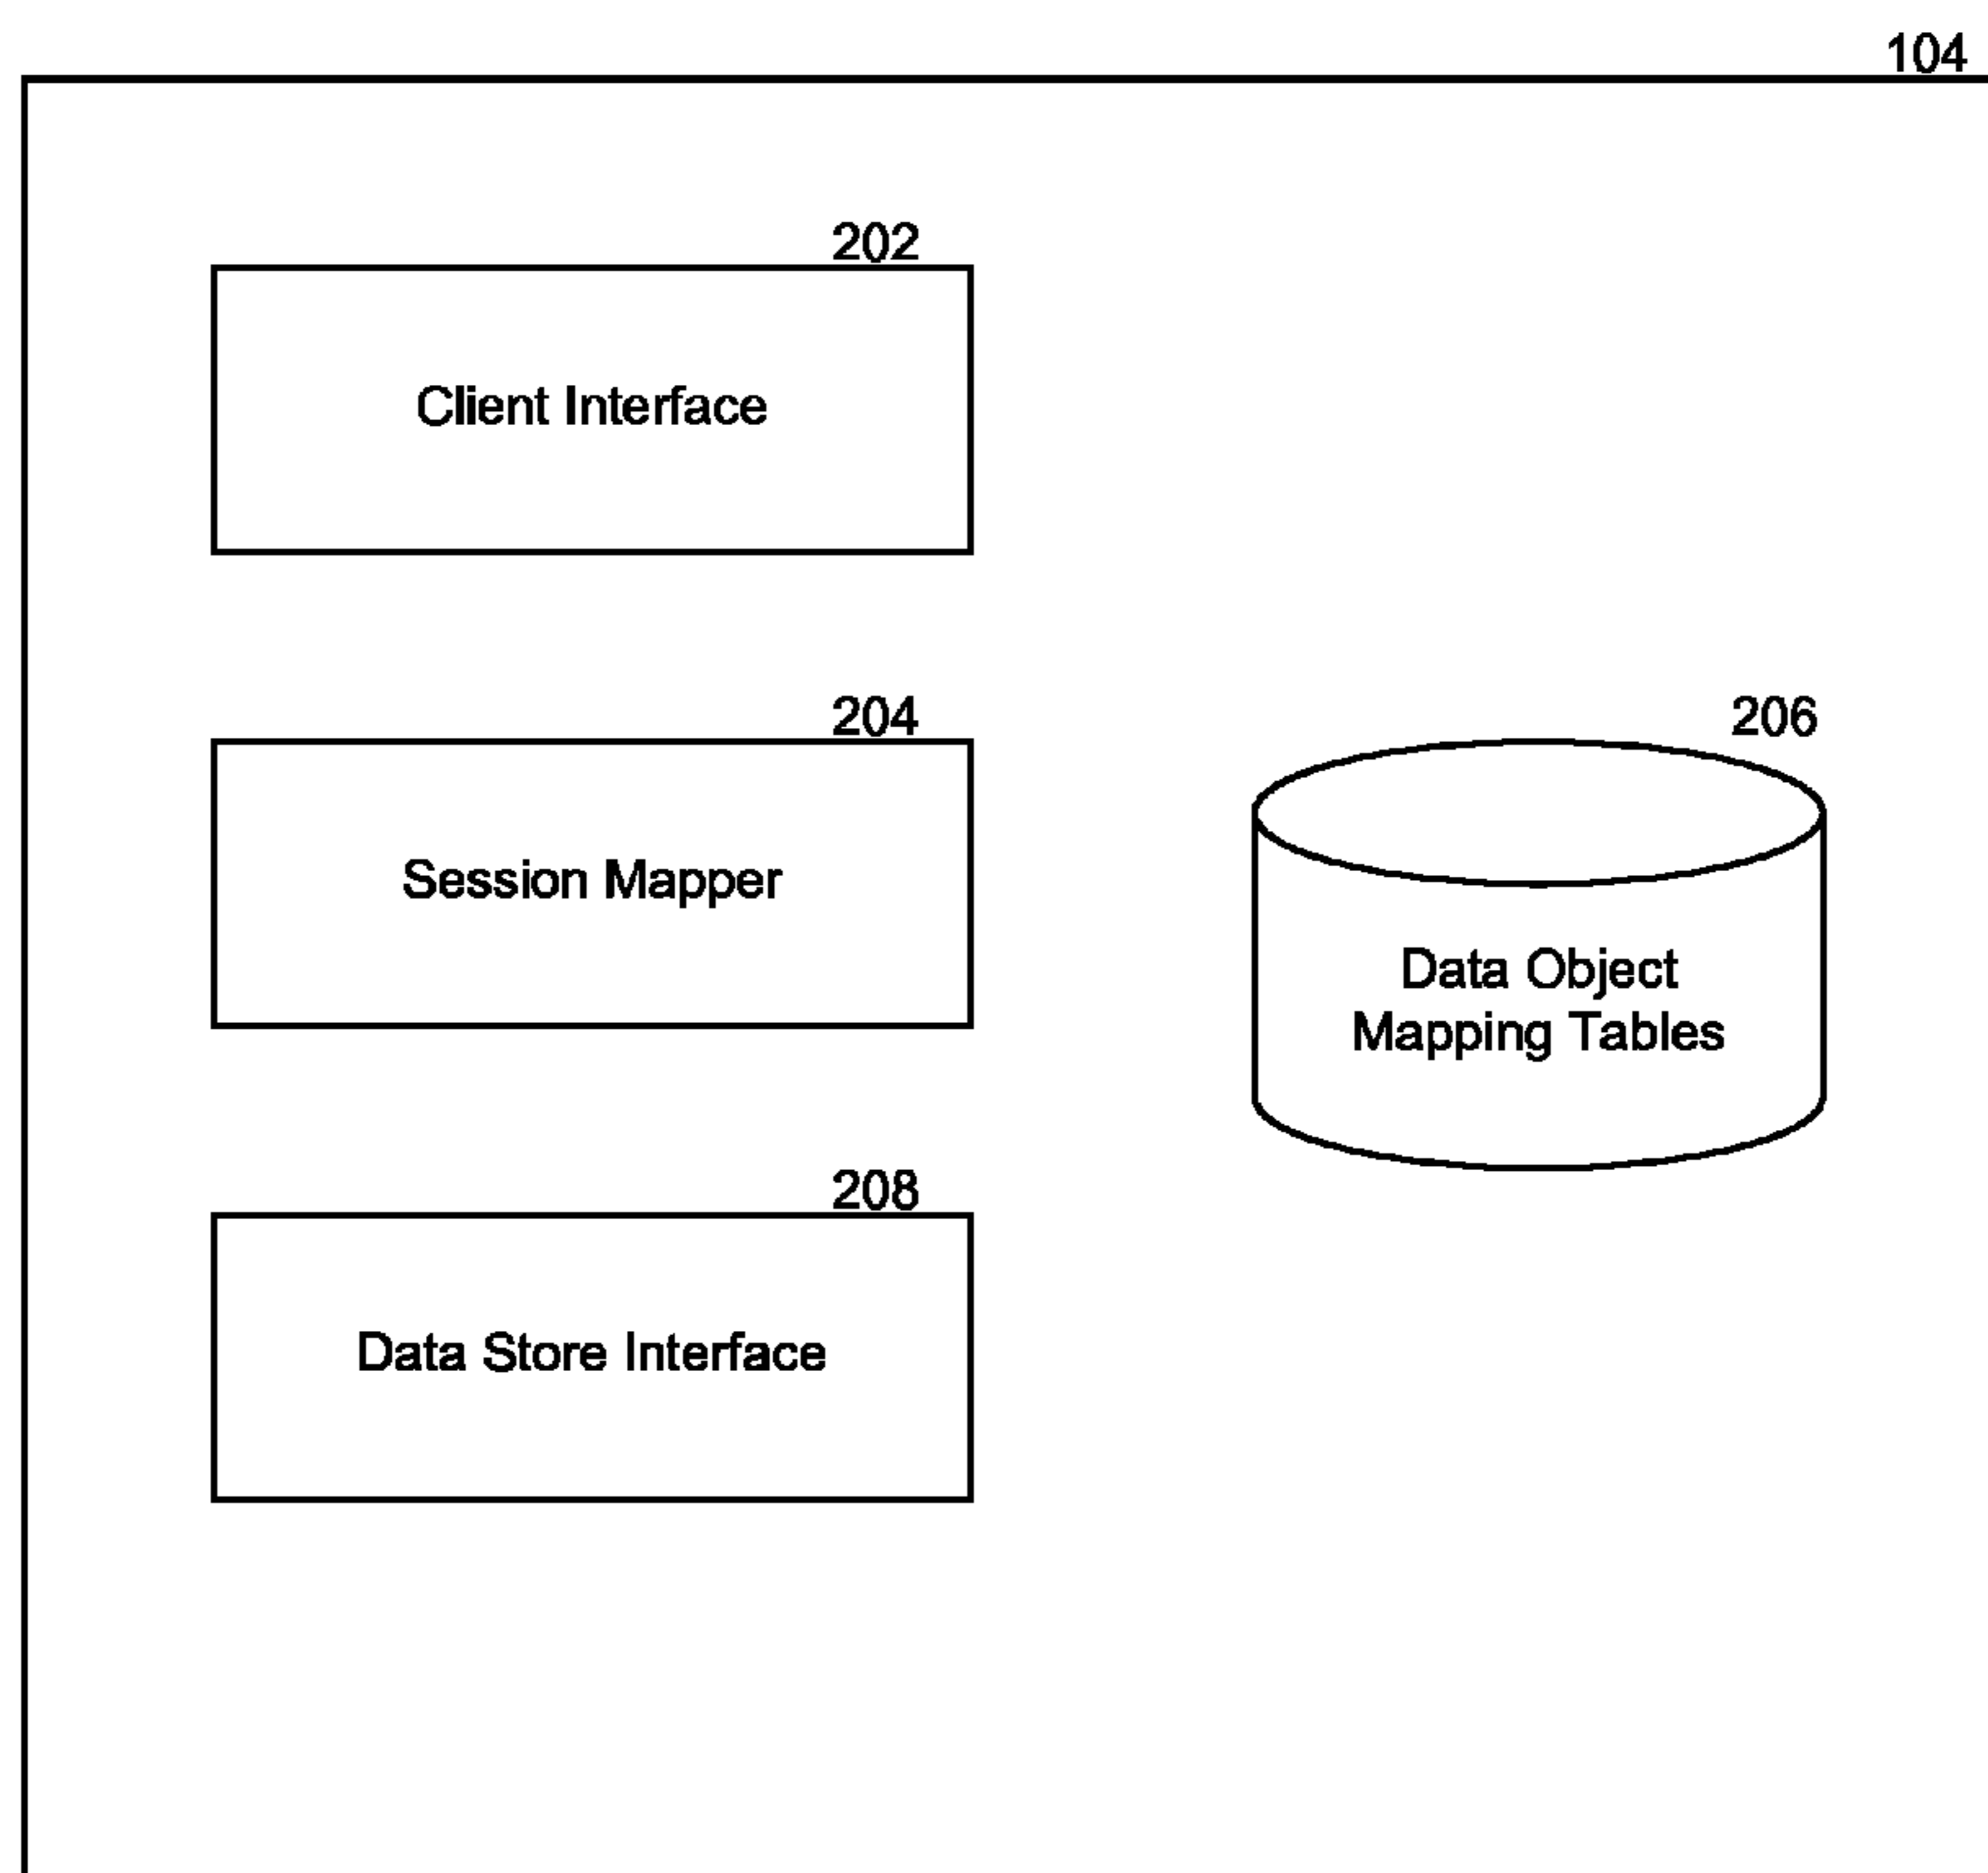 104
202
Client Interface
204
Session Mapper
206
Data Object
Mapping Tables
208
Data Store Interface